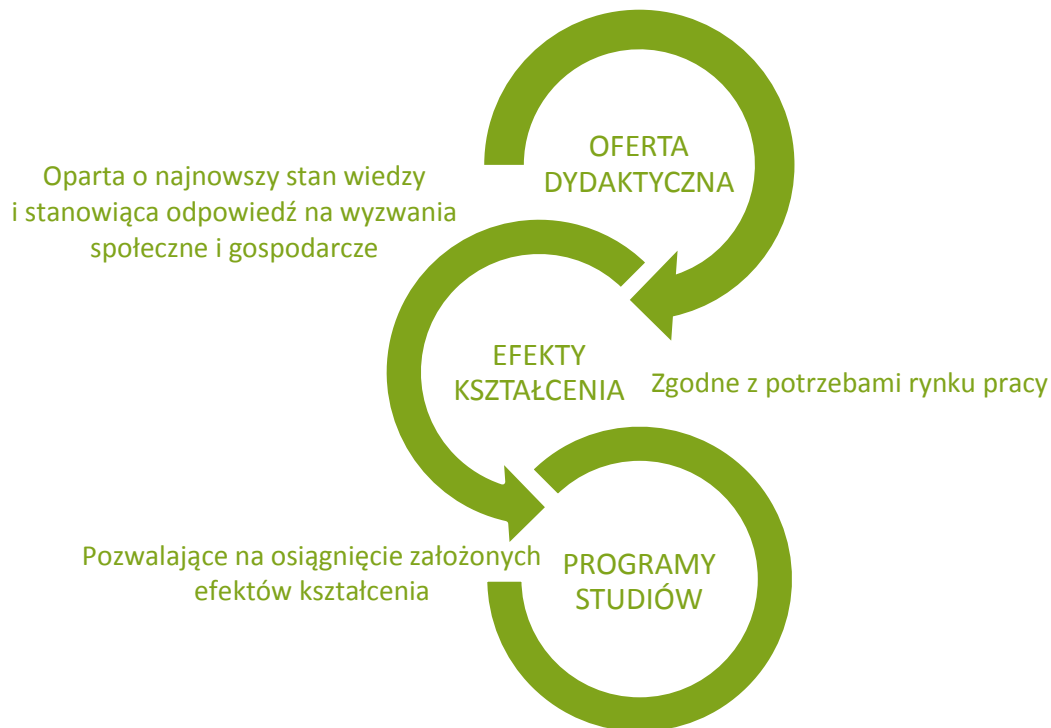 OFERTA
DYDAKTYCZNA
Oparta o najnowszy stan wiedzy
i stanowiąca odpowiedź na wyzwania
społeczne i gospodarcze
EFEKTY
KSZTAŁCENIA
Zgodne z potrzebami rynku pracy
Pozwalające na osiągnięcie założonych
efektów kształcenia
PROGRAMY
STUDIÓW